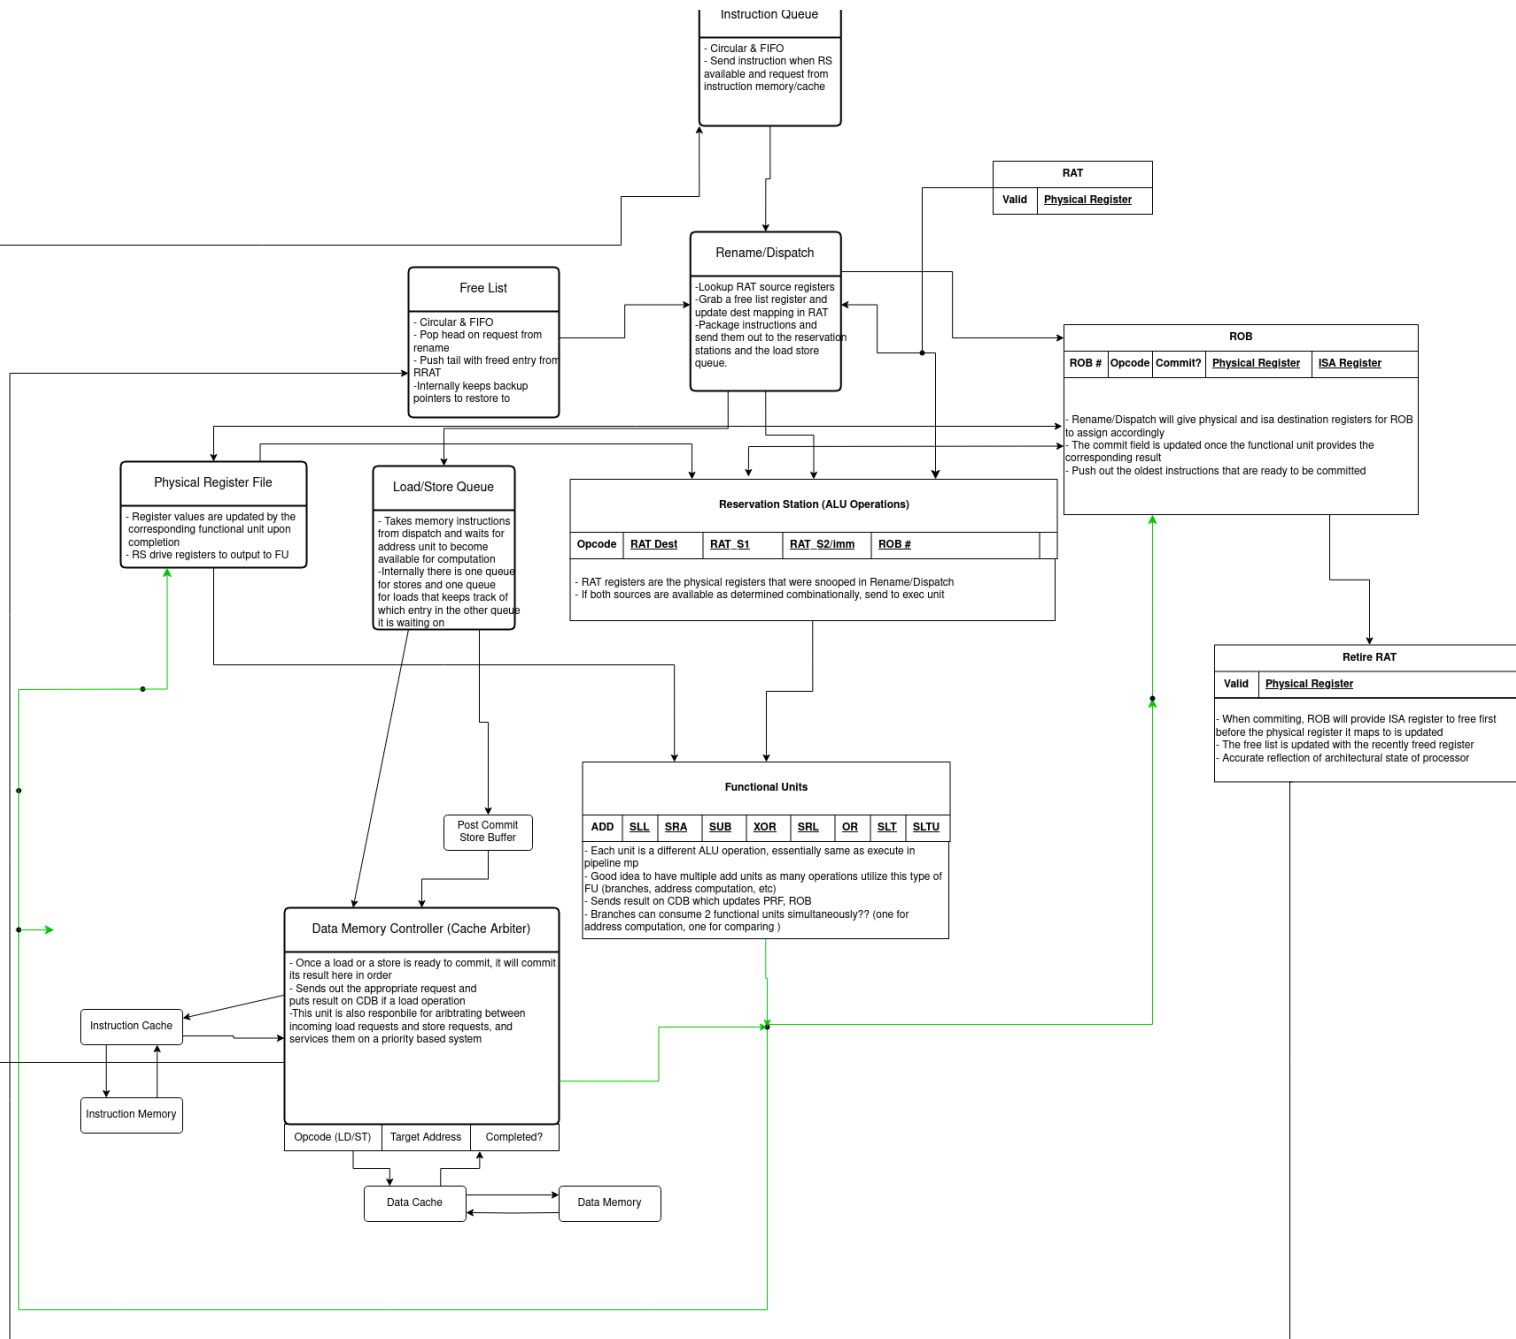 Instruction Queue
- Circular & FIFO
- Send instruction when RS
available and request from
instruction memory/cache
RAT
Valid
Physical Register
Rename/Dispatch
-Lookup RAT source registers
-Grab a free list register and
update dest mapping in RAT
-Package instructions and
send them out to the reservation
stations and the load store
queue.
Free List
- Circular & FIFO
- Pop head on request from
rename
- Push tail with freed entry from
RRAT
-Internally keeps backup
pointers to restore to
ROB
ROB #
Opcode
Commit?
Physical Register
ISA Register
- Rename/Dispatch will give physical and isa destination registers for ROB
to assign accordingly
- The commit field is updated once the functional unit provides the
corresponding result
- Push out the oldest instructions that are ready to be committed
Physical Register File
- Register values are updated by the
corresponding functional unit upon
completion
- RS drive registers to output to FU
Load/Store Queue
- Takes memory instructions
from dispatch and waits for
address unit to become
available for computation
-Internally there is one queue
for stores and one queue
for loads that keeps track of
which entry in the other queue
it is waiting on
Reservation Station (ALU Operations)
Opcode
RAT Dest
RAT_S1
RAT_S2/imm
ROB #
- RAT registers are the physical registers that were snooped in Rename/Dispatch
- If both sources are available as determined combinationally, send to exec unit
Retire RAT
Valid
Physical Register
- When commiting, ROB will provide ISA register to free first
before the physical register it maps to is updated
- The free list is updated with the recently freed register
- Accurate reflection of architectural state of processor
Functional Units
ADD
SLL
SRA
SUB
XOR
SRL
OR
SLT
SLTU
- Each unit is a different ALU operation, essentially same as execute in
pipeline mp
- Good idea to have multiple add units as many operations utilize this type of
FU (branches, address computation, etc)
- Sends result on CDB which updates PRF, ROB
- Branches can consume 2 functional units simultaneously?? (one for
address computation, one for comparing )
Post Commit
Store Buffer
Data Memory Controller (Cache Arbiter)
- Once a load or a store is ready to commit, it will commit
its result here in order
- Sends out the appropriate request and
puts result on CDB if a load operation
-This unit is also responbile for aribtrating between
incoming load requests and store requests, and
services them on a priority based system
Opcode (LD/ST)
Target Address
Completed?
Instruction Cache
Instruction Memory
Data Cache
Data Memory